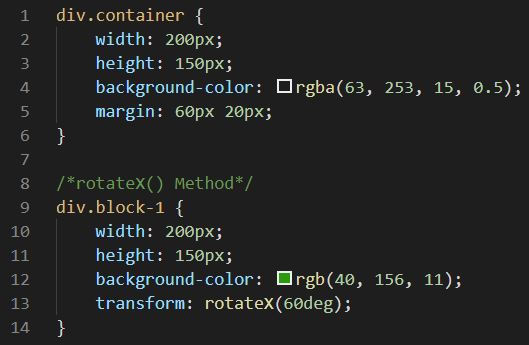 1 div.container {
2     width: 200px;
3     height: 150px;
4     background-color: rgba(63, 253, 15, 0.5);
5     margin: 60px 20px;
6 }
7
8 /*rotateX() Method*/
9 div.block-1 {
10     width: 200px;
11     height: 150px;
12     background-color: rgb(40, 156, 11);
13     transform: rotateX(60deg);
14 }